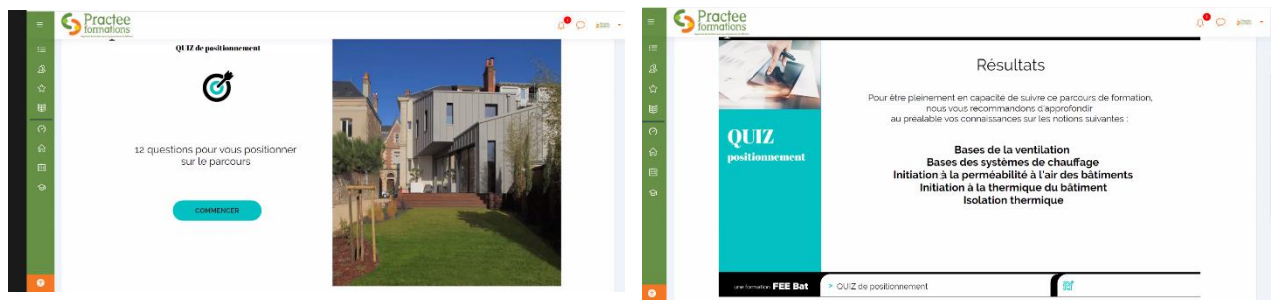 Practee
formations
QUIZ de positionnement
12 questions pour vous positionner
sur le parcours
COMMENCER
Practee
formations
Résultats
Pour être pleinement en capacité de suivre ce parcours de formation,
nous vous recommandons d'approfondir
au préalable vos connaissances sur les notions suivantes :
QUIZ
positionnement
Bases de la ventilation
Bases des systèmes de chauffage
Initiation à la perméabilité à l'air des bâtiments
Initiation à la thermique du bâtiment
Isolation thermique
une formation FEE Bat
> QUIZ de positionnement